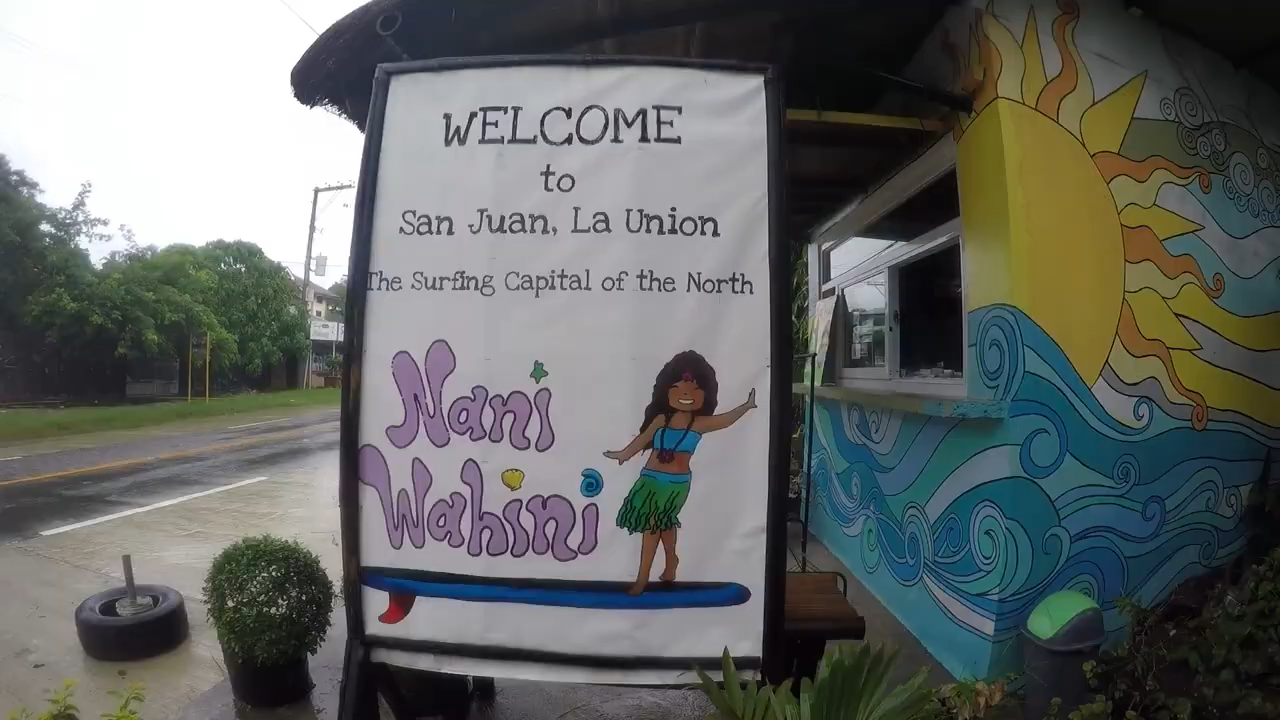 WELCOME
to
San Juan, La Union
The Surfing Capital of the North
Nani
Wahini